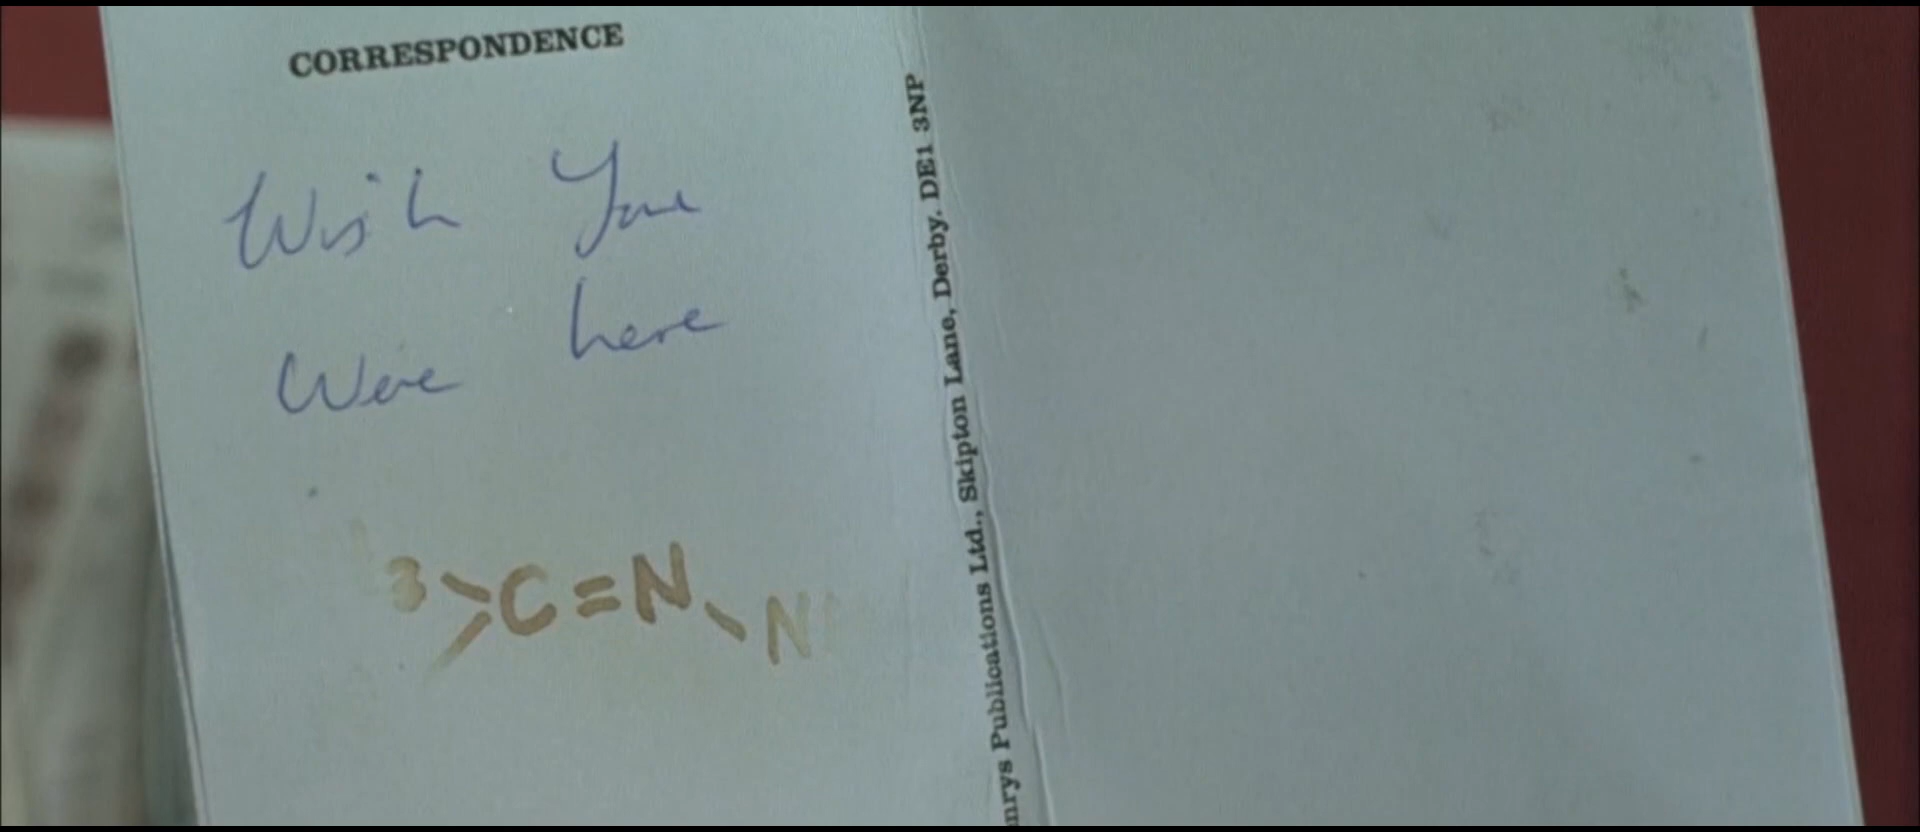 CORRESPONDENCE
Wish You
Were here
3>C=N-N
nrys Publications Ltd., Skipton Lane, Derby. DE1 3NP